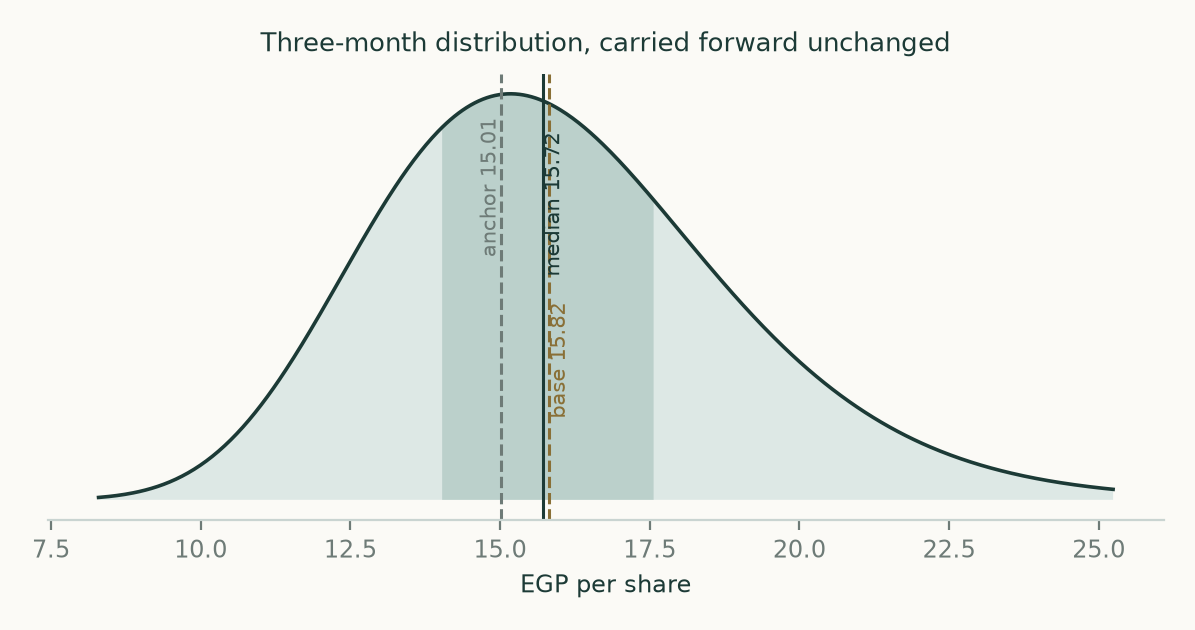 Three-month distribution, carried forward unchanged
anchor 15.01
median 15.72
base 15.82
7.5 10.0 12.5 15.0 17.5 20.0 22.5 25.0
EGP per share